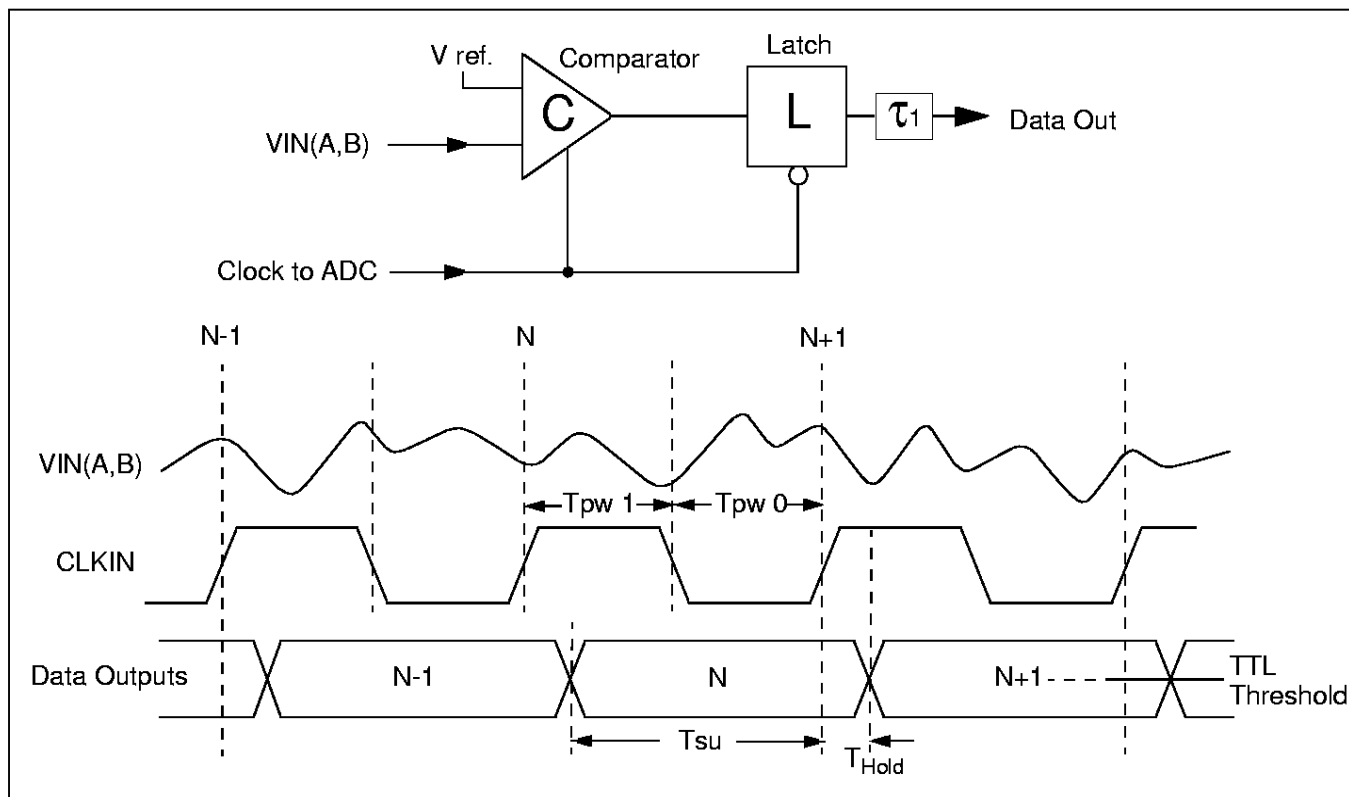 Latch
V ref.
Comparator
C
L
τ1
Data Out
VIN(A,B)
Clock to ADC
N-1
N
N+1
VIN(A,B)
Tpw 1
Tpw 0
CLKIN
Data Outputs
N-1
N
N+1
TTL
Threshold
Tsu
THold